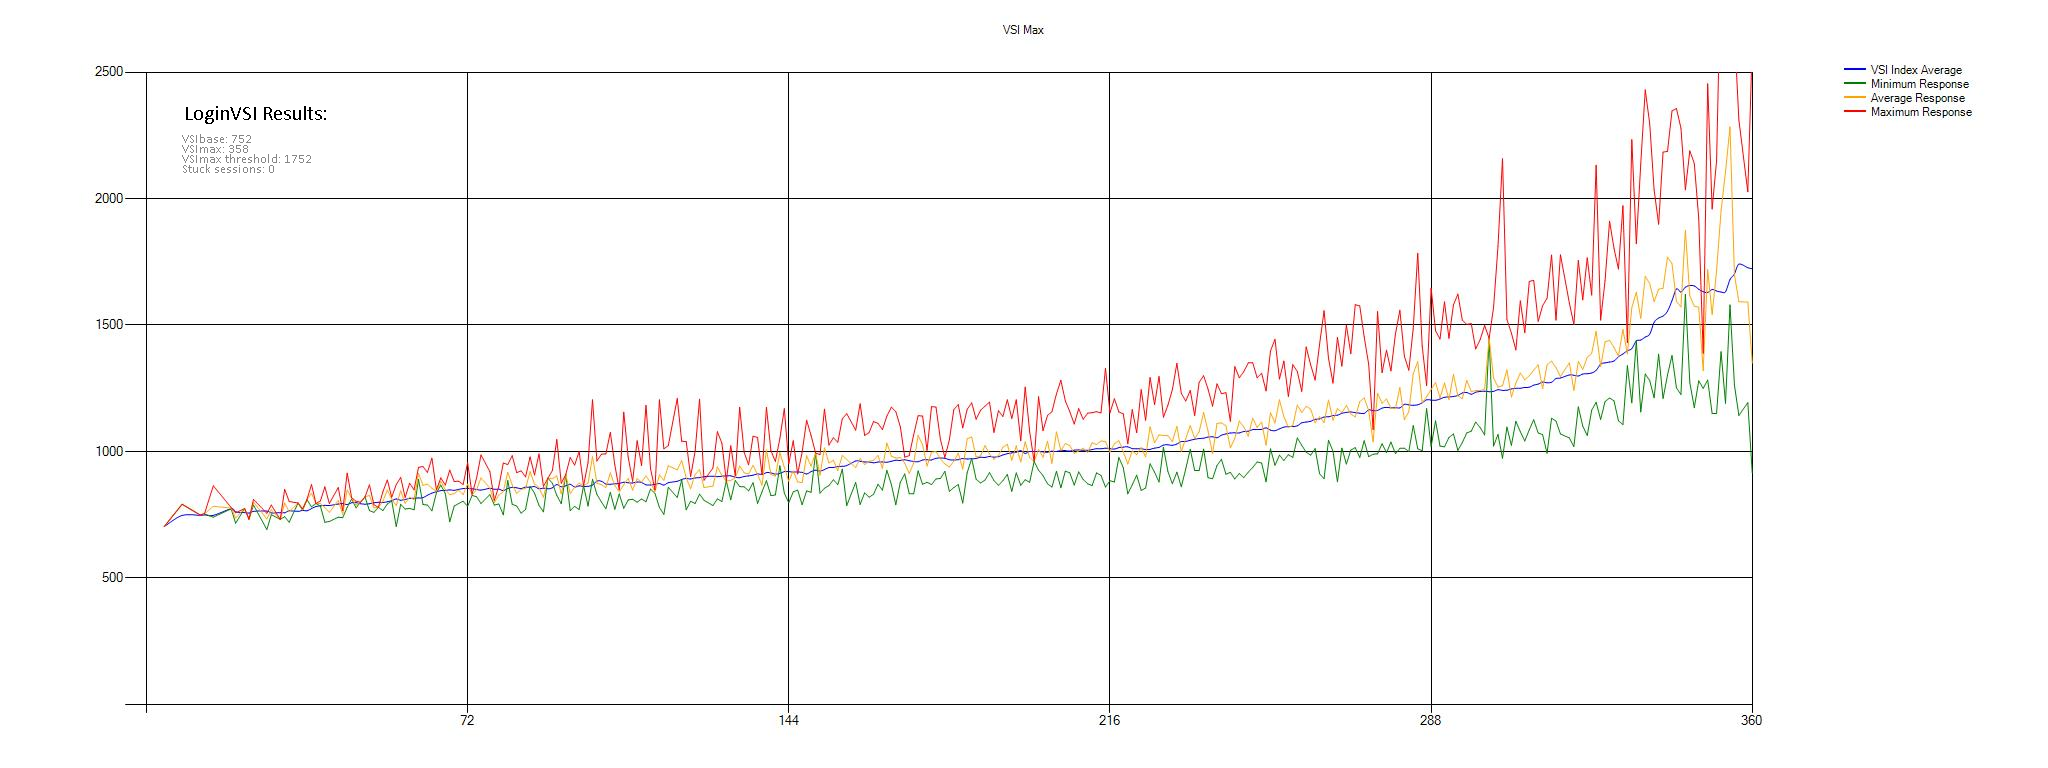 VSI Max
2500
2000
1500
1000
500
LoginVSI Results:
VSIbase: 752
VSImax: 358
VSImax threshold: 1752
Stuck sessions: 0
VSI Index Average
Minimum Response
Average Response
Maximum Response
72
144
216
288
360